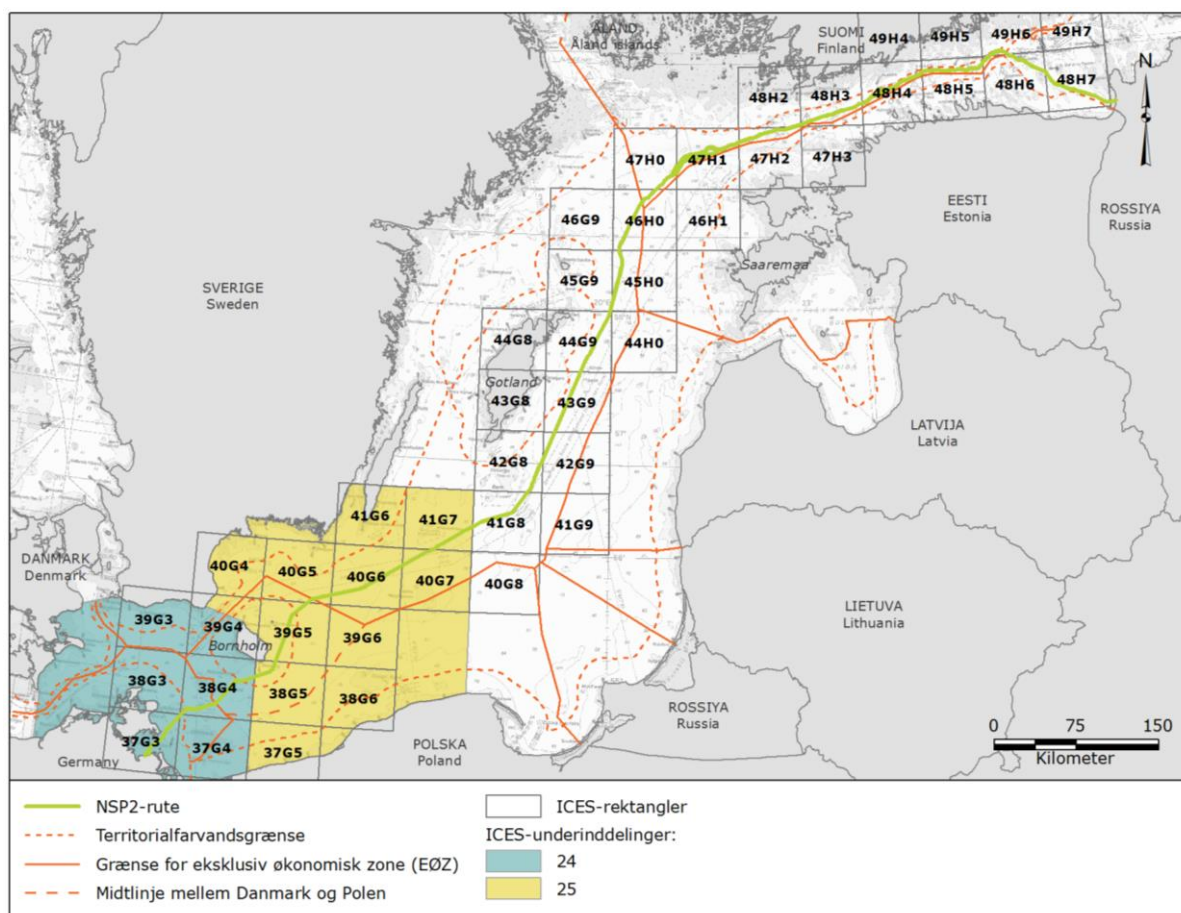 ÅLAND
Åland islands
SUOMI
Finland
49H4
49H5
49H6
49H7
N
48H2
48H3
48H4
48H5
48H6
48H7
47H0
47H1
47H2
47H3
EESTI
Estonia
ROSSIYA
Russia
46G9
46H0
46H1
Saaremaa
SVERIGE
Sweden
45G9
45H0
44G8
44G9
44H0
Gotland
43G8
43G9
LATVIJA
Latvia
42G8
42G9
41G6
41G7
41G8
41G9
DANMARK
Denmark
40G4
40G5
40G6
40G7
40G8
LIETUVA
Lithuania
39G3
39G4
39G5
39G6
Bornholm
38G3
38G4
38G5
38G6
ROSSIYA
Russia
37G3
37G4
37G5
Germany
POLSKA
Poland
0 75 150
Kilometer
NSP2-rute
Territorialfarvandsgrænse
Grænse for eksklusiv økonomisk zone (EØZ)
Midtlinje mellem Danmark og Polen
ICES-rektangler
ICES-underinddelinger:
24
25